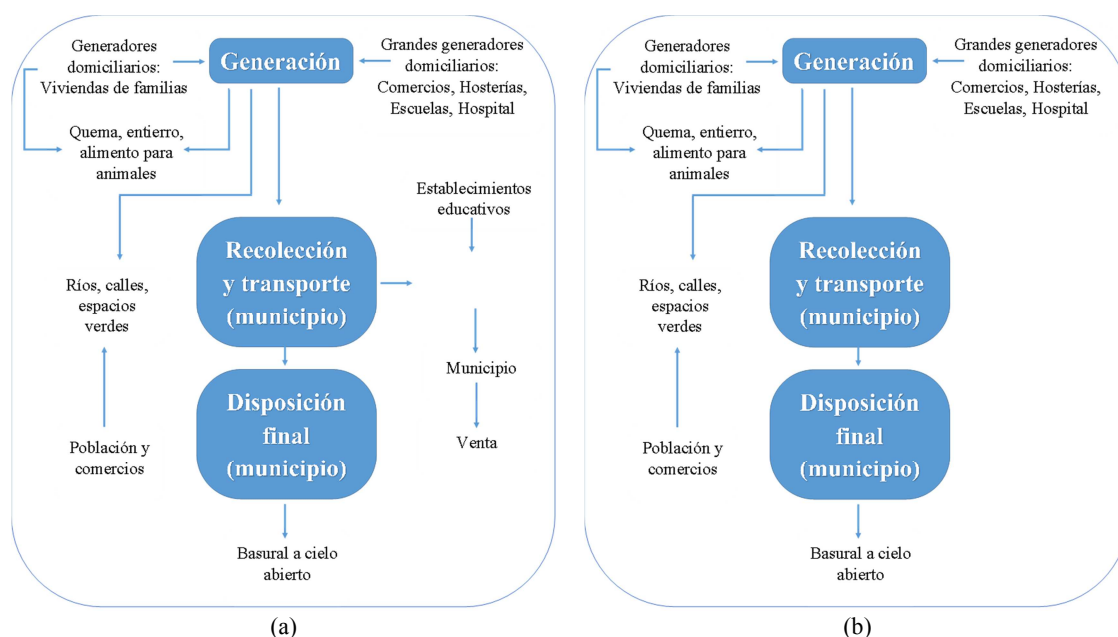 Generadores
domiciliarios:
Viviendas de familias
Generación
Grandes generadores
domiciliarios:
Comercios, Hosterías,
Escuelas, Hospital
Quema, entierro,
alimento para
animales
Establecimientos
educativos
Recolección
y transporte
(municipio)
Ríos, calles,
espacios
verdes
Municipio
Disposición
final
(municipio)
Venta
Población y
comercios
Basural a cielo
abierto
(a)
Generadores
domiciliarios:
Viviendas de familias
Generación
Grandes generadores
domiciliarios:
Comercios, Hosterías,
Escuelas, Hospital
Quema, entierro,
alimento para
animales
Recolección
y transporte
(municipio)
Ríos, calles,
espacios
verdes
Disposición
final
(municipio)
Población y
comercios
Basural a cielo
abierto
(b)